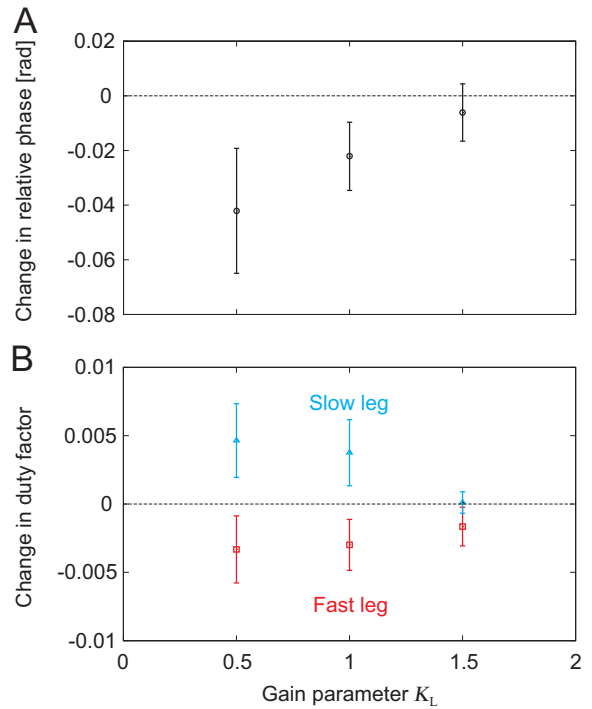 A
Change in relative phase [rad]
0.02
0
-0.02
-0.04
-0.06
-0.08
B
Change in duty factor
0.01
0.005
0
-0.005
-0.01
Slow leg
Fast leg
0 0.5 1 1.5 2
Gain parameter K_L